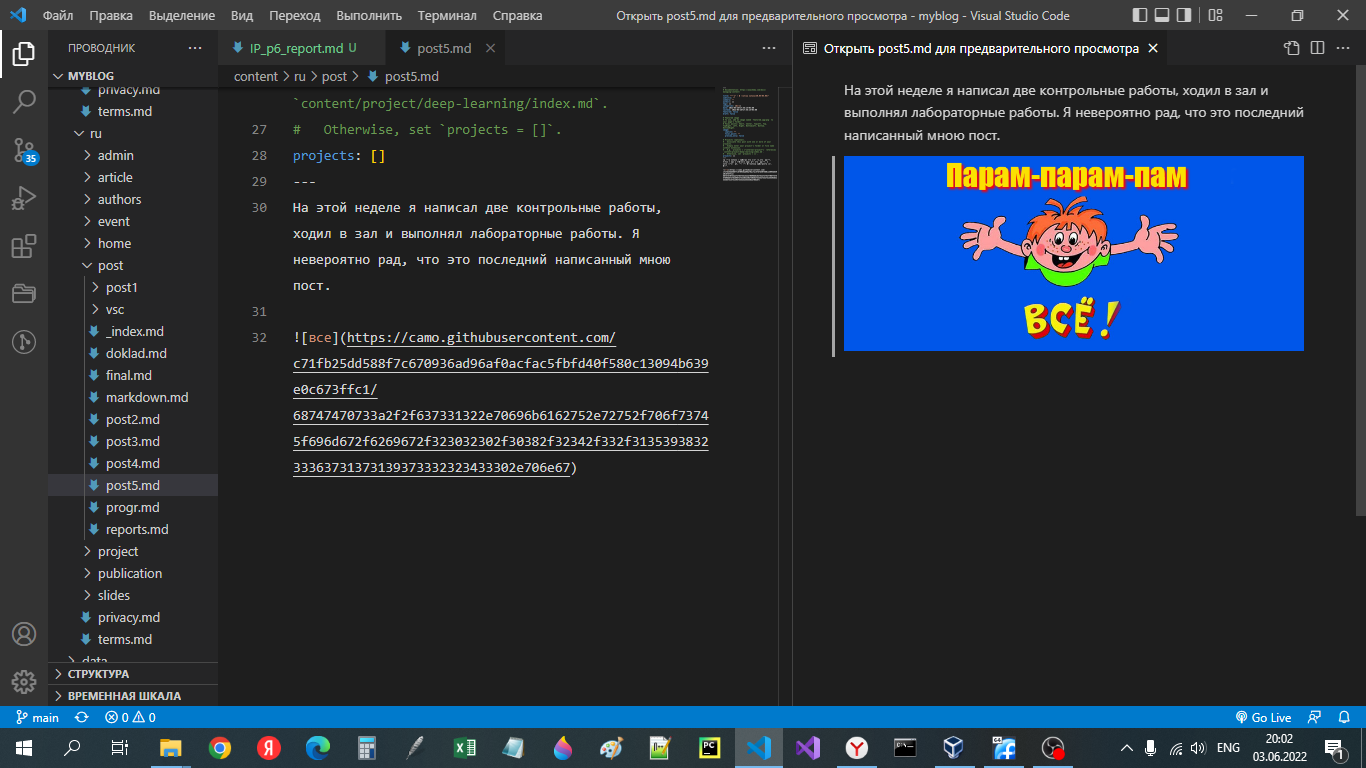 Файл Правка Выделение Вид Переход Выполнить Терминал Справка
Открыть post5.md для предварительного просмотра - myblog - Visual Studio Code
ПРОВОДНИК
MYBLOG
privacy.md
terms.md
ru
admin
article
authors
event
home
post
post1
vsc
_index.md
doklad.md
final.md
markdown.md
post2.md
post3.md
post4.md
post5.md
progr.md
reports.md
project
publication
slides
privacy.md
terms.md
data
СТРУКТУРА
ВРЕМЕННАЯ ШКАЛА
35
IP_p6_report.md U
post5.md
content > ru > post > post5.md
`content/project/deep-learning/index.md`.
27 # Otherwise, set `projects = []`.
28 projects: []
29 ---
30 На этой неделе я написал две контрольные работы,
ходил в зал и выполнял лабораторные работы. Я
невероятно рад, что это последний написанный мною
пост.
31
32 ![все](https://camo.githubusercontent.com/
c71fb25dd588f7c670936ad96af0acfac5fbfd40f580c13094b639
e0c673ffc1/
68747470733a2f2f637331322e70696b6162752e72752f706f7374
5f696d672f6269672f323032302f30382f32342f332f3135393832
33363731373139373332323433302e706e67)
Открыть post5.md для предварительного просмотра
На этой неделе я написал две контрольные работы, ходил в зал и
выполнял лабораторные работы. Я невероятно рад, что это последний
написанный мною пост.
Парам-парам-пам
ВСЁ!
main
0 0
Go Live
ENG
20:02
03.06.2022
1